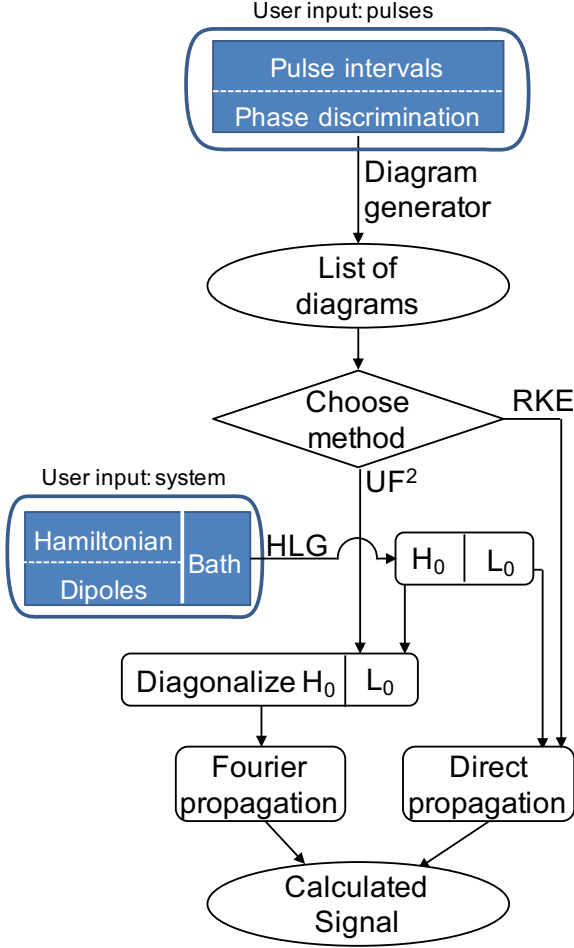 User input: pulses
Pulse intervals
Phase discrimination
Diagram
generator
List of
diagrams
Choose
method
RKE
UF²
User input: system
Hamiltonian
Dipoles
Bath
HLG
H₀ L₀
Diagonalize H₀ L₀
Fourier
propagation
Direct
propagation
Calculated
Signal